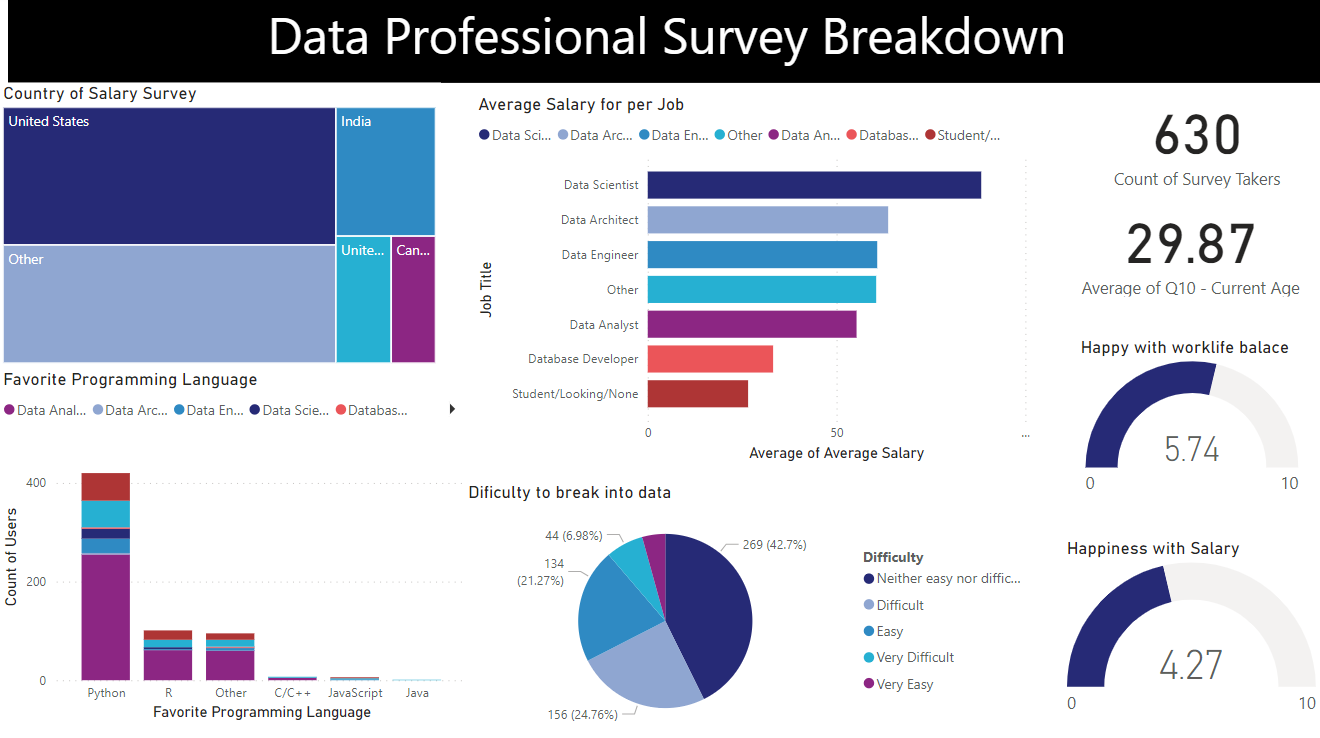 Data Professional Survey Breakdown
Country of Salary Survey
United States
India
Other
Unite...
Can...
Favorite Programming Language
Data Anal... Data Arc... Data En... Data Scie... Databas...
400
200
0
Count of Users
Python R Other C/C++ JavaScript Java
Favorite Programming Language
Average Salary for per Job
Data Sci... Data Arc... Data En... Other Data An... Databas... Student/...
Job Title
Data Scientist
Data Architect
Data Engineer
Other
Data Analyst
Database Developer
Student/Looking/None
0 50 ...
Average of Average Salary
Dificulty to break into data
44 (6.98%)
269 (42.7%)
134
(21.27%)
156 (24.76%)
Difficulty
Neither easy nor diffic...
Difficult
Easy
Very Difficult
Very Easy
630
Count of Survey Takers
29.87
Average of Q10 - Current Age
Happy with worklife balace
5.74
0 10
Happiness with Salary
4.27
0 10